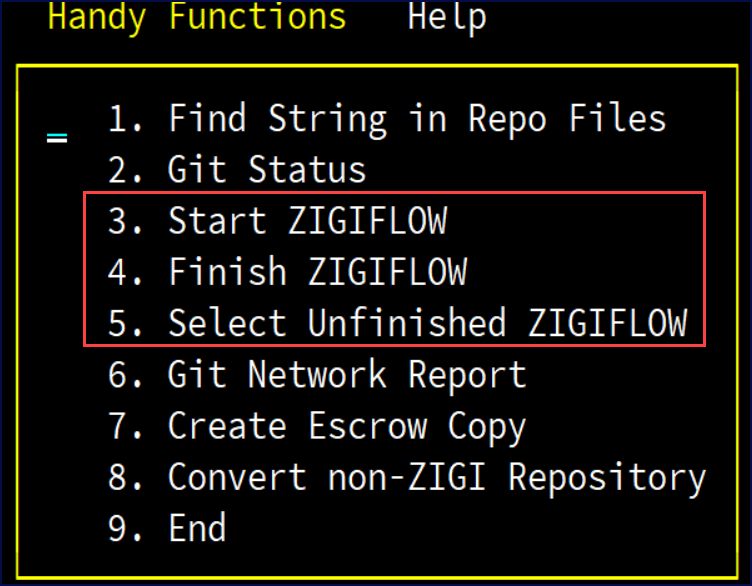 Handy Functions Help
1. Find String in Repo Files
2. Git Status
3. Start ZIGIFLOW
4. Finish ZIGIFLOW
5. Select Unfinished ZIGIFLOW
6. Git Network Report
7. Create Escrow Copy
8. Convert non-ZIGI Repository
9. End